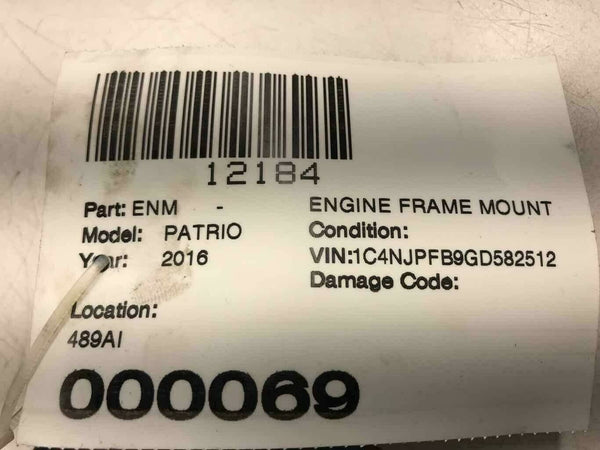 12184
Part: ENM - ENGINE FRAME MOUNT
Model: PATRIO Condition:
Year: 2016 VIN:1C4NJPFB9GD582512
Damage Code:
Location:
489AI
000069